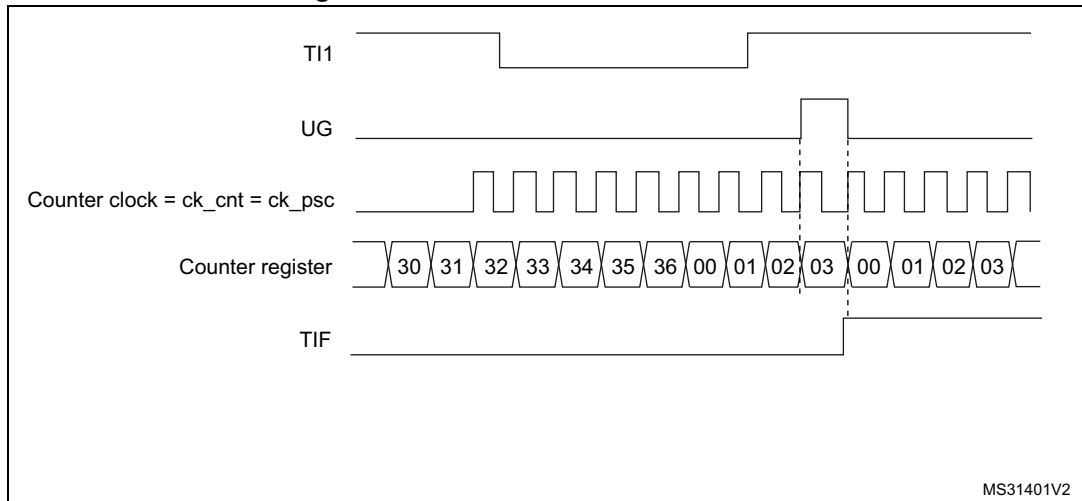 TI1
UG
Counter clock = ck_cnt = ck_psc
Counter register 30 31 32 33 34 35 36 00 01 02 03 00 01 02 03
TIF
MS31401V2